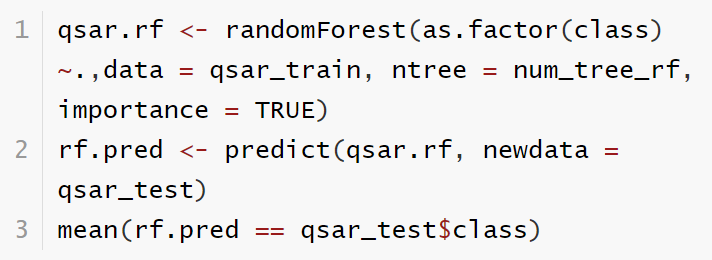 1 qsar.rf <- randomForest(as.factor(class)
~.,data = qsar_train, ntree = num_tree_rf,
importance = TRUE)
2 rf.pred <- predict(qsar.rf, newdata =
qsar_test)
3 mean(rf.pred == qsar_test$class)